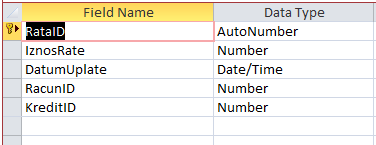 Field Name Data Type
RataID AutoNumber
IznosRate Number
DatumUplate Date/Time
RacunID Number
KreditID Number